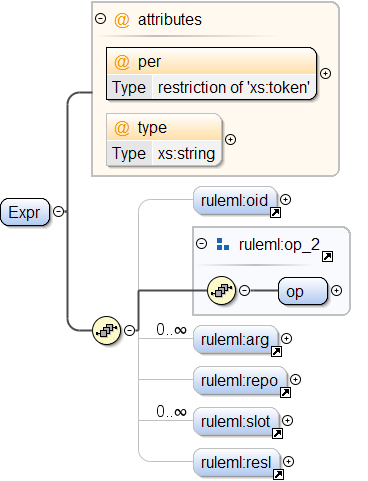 attributes
@ per
Type restriction of 'xs:token'
@ type
Type xs:string
Expr
ruleml:oid
ruleml:op_2
op
0..∞
ruleml:arg
ruleml:repo
0..∞
ruleml:slot
ruleml:resl